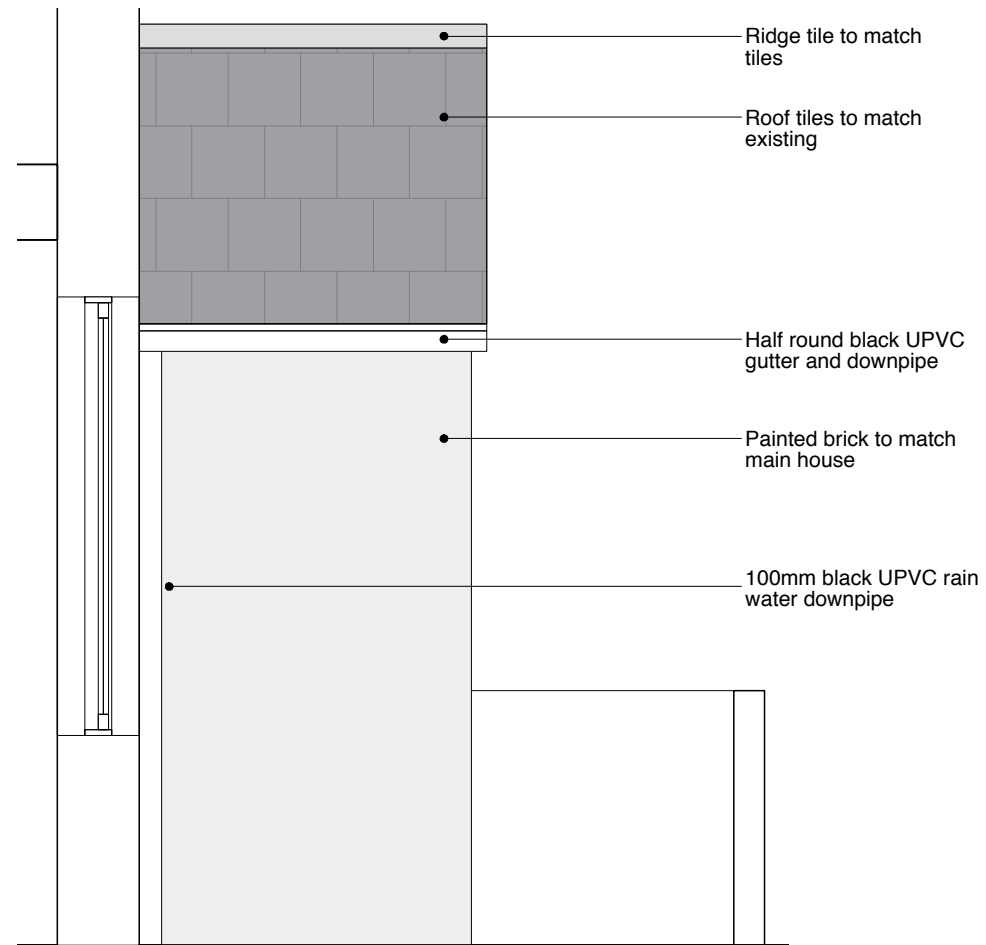 Ridge tile to match
tiles
Roof tiles to match
existing
Half round black UPVC
gutter and downpipe
Painted brick to match
main house
100mm black UPVC rain
water downpipe